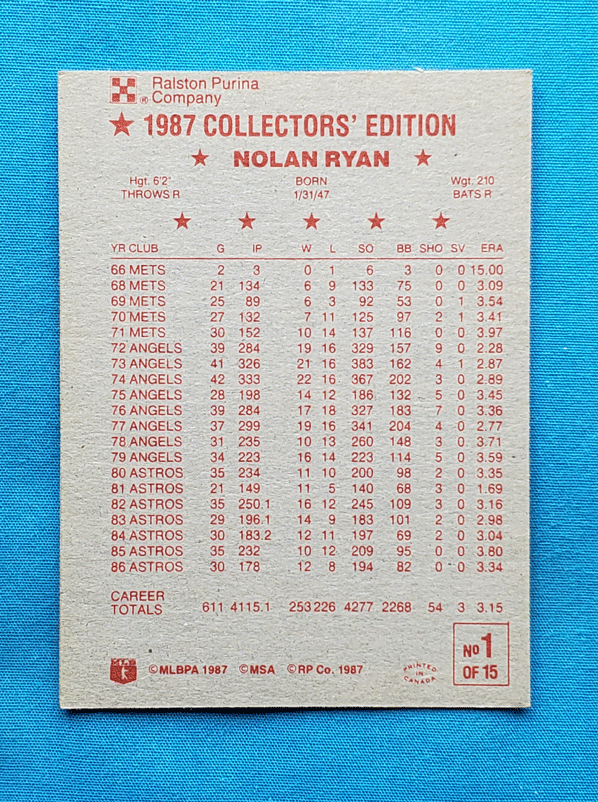 Ralston Purina
® Company
★ 1987 COLLECTORS' EDITION
★ NOLAN RYAN ★
Hgt. 6'2" BORN Wgt. 210
THROWS R 1/31/47 BATS R
★ ★ ★ ★ ★
YR CLUB G IP W L SO BB SHO SV ERA
66 METS 2 3 0 1 6 3 0 0 15.00
68 METS 21 134 6 9 133 75 0 0 3.09
69 METS 25 89 6 3 92 53 0 1 3.54
70 METS 27 132 7 11 125 97 2 1 3.41
71 METS 30 152 10 14 137 116 0 0 3.97
72 ANGELS 39 284 19 16 329 157 9 0 2.28
73 ANGELS 41 326 21 16 383 162 4 1 2.87
74 ANGELS 42 333 22 16 367 202 3 0 2.89
75 ANGELS 28 198 14 12 186 132 5 0 3.45
76 ANGELS 39 284 17 18 327 183 7 0 3.36
77 ANGELS 37 299 19 16 341 204 4 0 2.77
78 ANGELS 31 235 10 13 260 148 3 0 3.71
79 ANGELS 34 223 16 14 223 114 5 0 3.59
80 ASTROS 35 234 11 10 200 98 2 0 3.35
81 ASTROS 21 149 11 5 140 68 3 0 1.69
82 ASTROS 35 250.1 16 12 245 109 3 0 3.16
83 ASTROS 29 196.1 14 9 183 101 2 0 2.98
84 ASTROS 30 183.2 12 11 197 69 2 0 3.04
85 ASTROS 35 232 10 12 209 95 0 0 3.80
86 ASTROS 30 178 12 8 194 82 0 0 3.34
CAREER
TOTALS 611 4115.1 253 226 4277 2268 54 3 3.15
©MLBPA 1987 ©MSA ©RP Co. 1987
PRINTED
IN
CANADA
No 1
OF 15